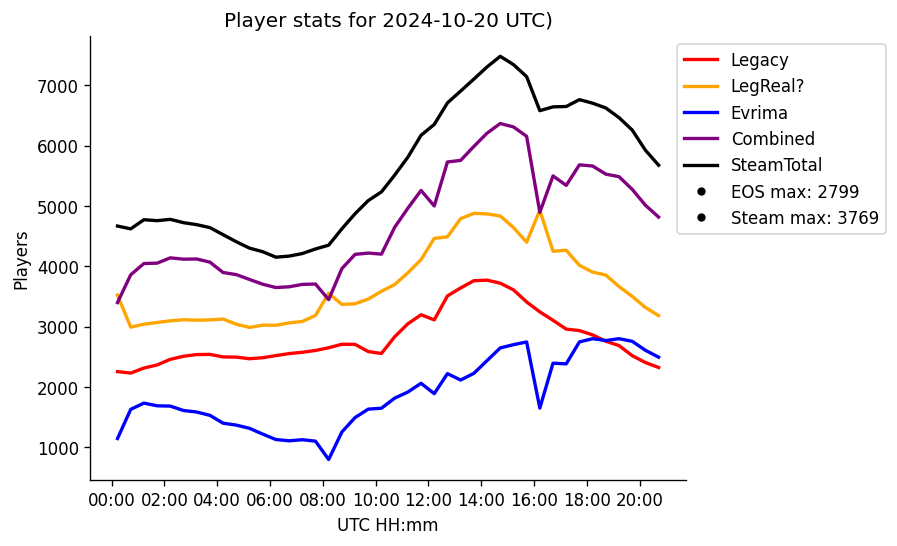 Player stats for 2024-10-20 UTC)
7000
6000
5000
4000
3000
2000
1000
Players
00:00 02:00 04:00 06:00 08:00 10:00 12:00 14:00 16:00 18:00 20:00
UTC HH:mm
Legacy
LegReal?
Evrima
Combined
SteamTotal
EOS max: 2799
Steam max: 3769